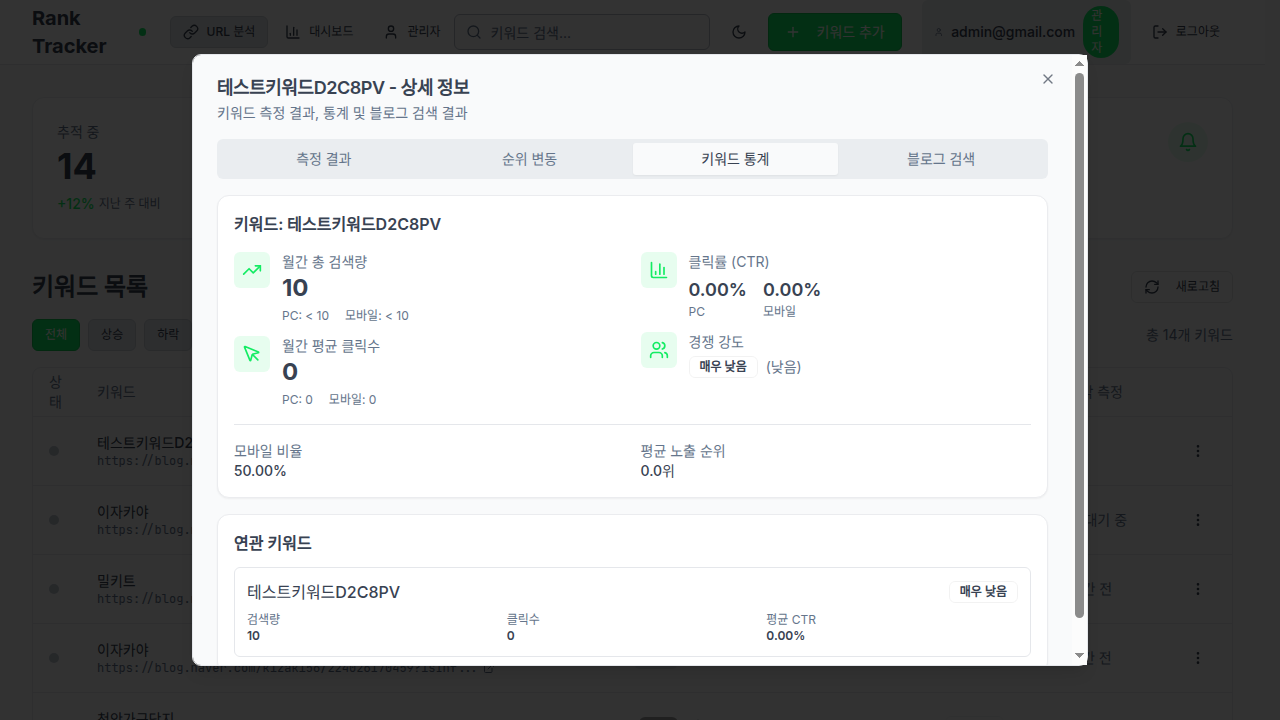 Rank
Tracker
URL 분석
대시보드
관리자
키워드 검색...
키워드 추가
admin@gmail.com
관
리
자
로그아웃
추적 중
14
+12% 지난 주 대비
키워드 목록
새로고침
전체
상승
하락
총 14개 키워드
상
태
키워드
측정
테스트키워드D2
https://blog.
이자카야
https://blog.
대기 중
밀키트
https://blog.
전
이자카야
전
테스트키워드D2C8PV - 상세 정보
키워드 측정 결과, 통계 및 블로그 검색 결과
측정 결과
순위 변동
키워드 통계
블로그 검색
키워드: 테스트키워드D2C8PV
월간 총 검색량
10
PC: < 10 모바일: < 10
클릭률 (CTR)
0.00% 0.00%
PC 모바일
월간 평균 클릭수
0
PC: 0 모바일: 0
경쟁 강도
매우 낮음 (낮음)
모바일 비율
50.00%
평균 노출 순위
0.0위
연관 키워드
테스트키워드D2C8PV
매우 낮음
검색량 클릭수 평균 CTR
10 0 0.00%